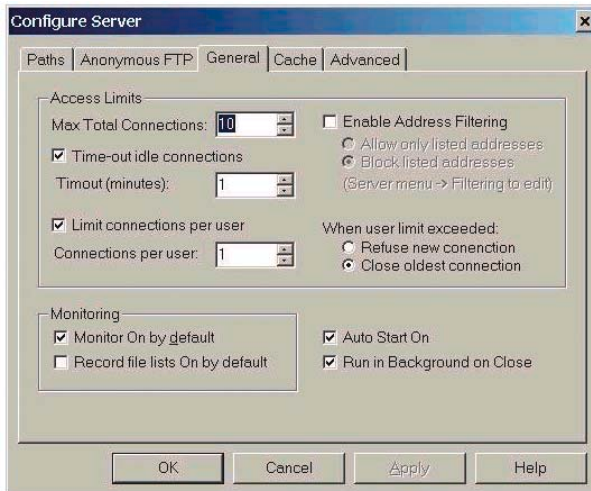 Configure Server
Paths Anonymous FTP General Cache Advanced
Access Limits
Max Total Connections: 10
Enable Address Filtering
Allow only listed addresses
Block listed addresses
(Server menu -> Filtering to edit)
Time-out idle connections
Timout (minutes): 1
Limit connections per user
Connections per user: 1
When user limit exceeded:
Refuse new conenction
Close oldest connection
Monitoring
Monitor On by default
Record file lists On by default
Auto Start On
Run in Background on Close
OK Cancel Apply Help